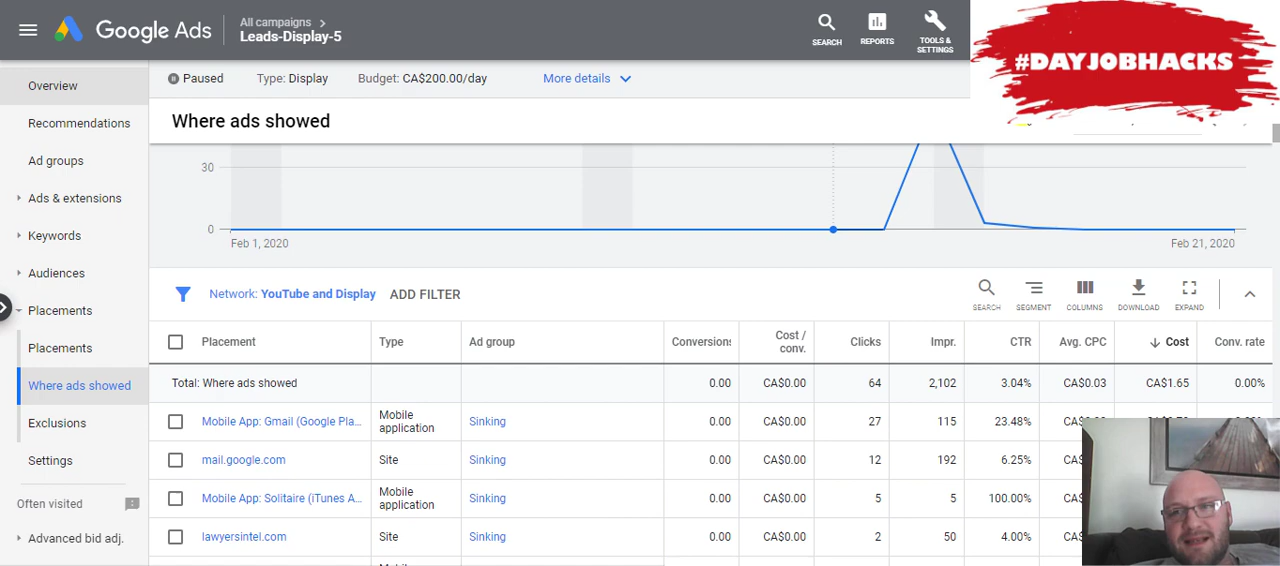 Google Ads
All campaigns
Leads-Display-5
SEARCH
REPORTS
TOOLS & SETTINGS
#DAYJOBHACKS
Overview
Recommendations
Ad groups
Ads & extensions
Keywords
Audiences
Placements
Placements
Where ads showed
Exclusions
Settings
Often visited
Advanced bid adj.
Paused
Type: Display
Budget: CA$200.00/day
More details
Where ads showed
30
0
Feb 1, 2020
Feb 21, 2020
Network: YouTube and Display
ADD FILTER
SEARCH
SEGMENT
COLUMNS
DOWNLOAD
EXPAND
Placement Type Ad group Conversions Cost / conv. Clicks Impr. CTR Avg. CPC Cost Conv. rate
Total: Where ads showed 0.00 CA$0.00 64 2,102 3.04% CA$0.03 CA$1.65 0.00%
Mobile App: Gmail (Google Pla... Mobile application Sinking 0.00 CA$0.00 27 115 23.48%
mail.google.com Site Sinking 0.00 CA$0.00 12 192 6.25%
Mobile App: Solitaire (iTunes A... Mobile application Sinking 0.00 CA$0.00 5 5 100.00%
lawyersintel.com Site Sinking 0.00 CA$0.00 2 50 4.00%